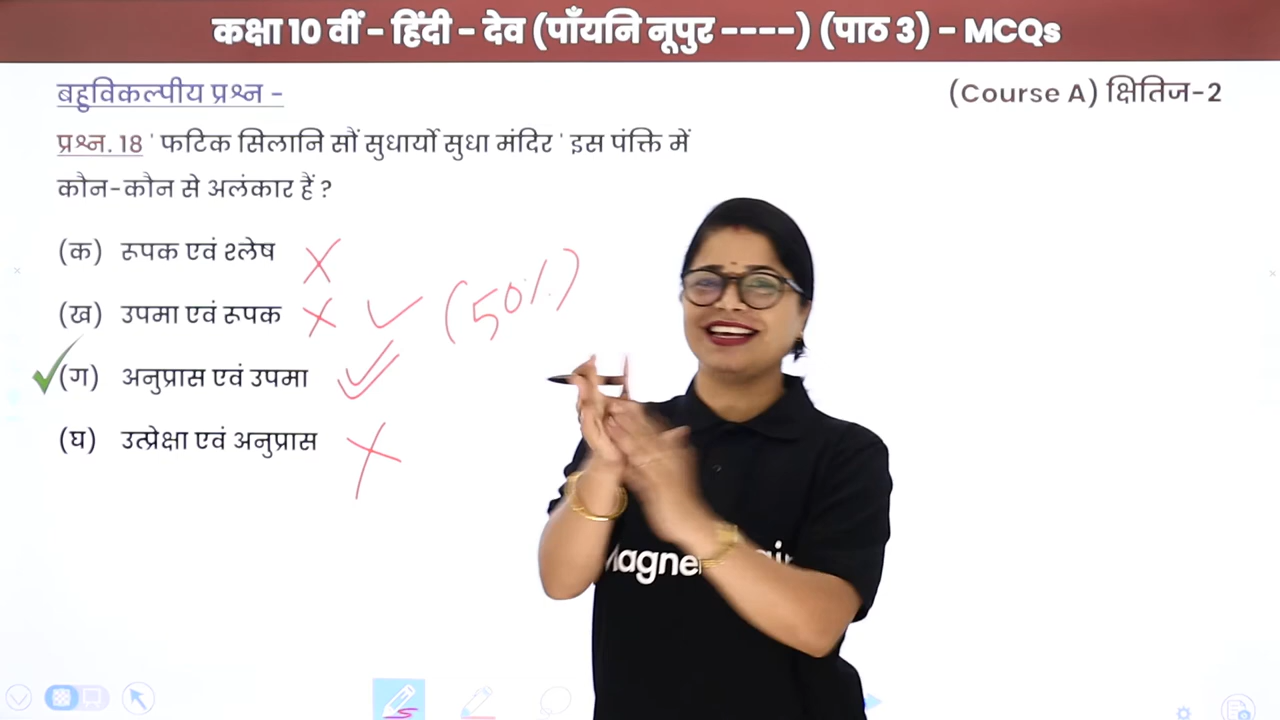 कक्षा 10 वीं - हिंदी - देव (पाँयनि नूपुर ----) (पाठ 3) - MCQs
बहुविकल्पीय प्रश्न -
(Course A) क्षितिज-2
प्रश्न. 18 ' फटिक सिलानि सौं सुधार्यो सुधा मंदिर ' इस पंक्ति में
कौन-कौन से अलंकार हैं ?
(क) रूपक एवं श्लेष
(ख) उपमा एवं रूपक (50%)
(ग) अनुप्रास एवं उपमा
(घ) उत्प्रेक्षा एवं अनुप्रास